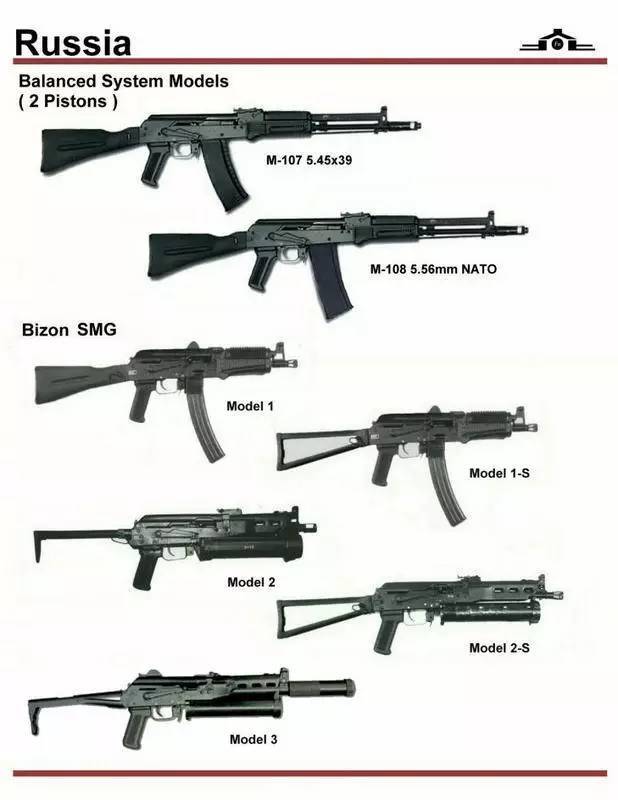 Russia
Balanced System Models
( 2 Pistons )
M-107 5.45x39
M-108 5.56mm NATO
Bizon SMG
Model 1
Model 1-S
Model 2
Model 2-S
Model 3